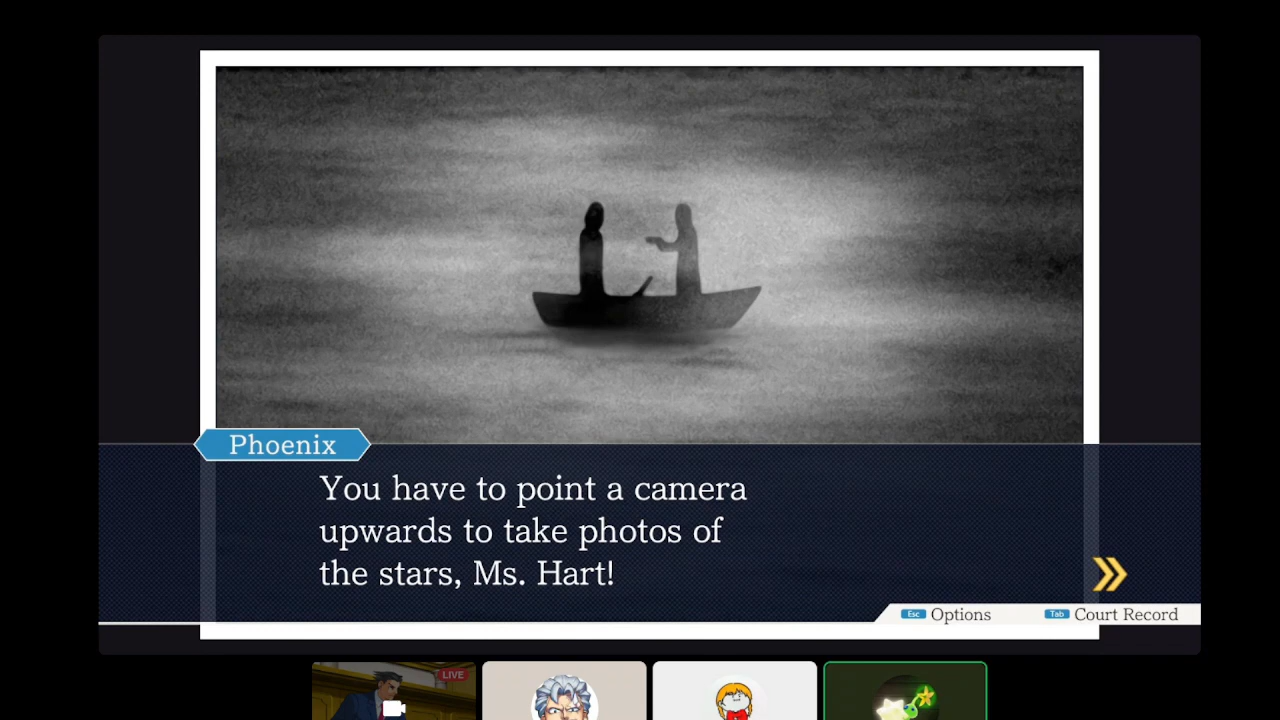 Phoenix
You have to point a camera
upwards to take photos of
the stars, Ms. Hart!
Esc Options Tab Court Record
LIVE